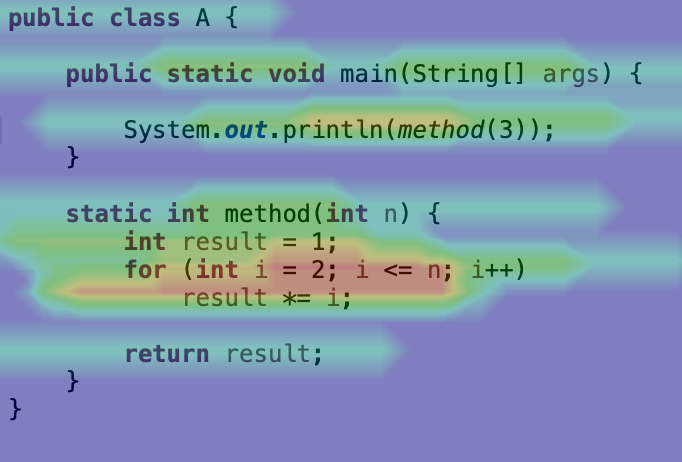 public class A {
public static void main(String[] args) {
System.out.println(method(3));
}
static int method(int n) {
int result = 1;
for (int i = 2; i <= n; i++)
result *= i;
return result;
}
}